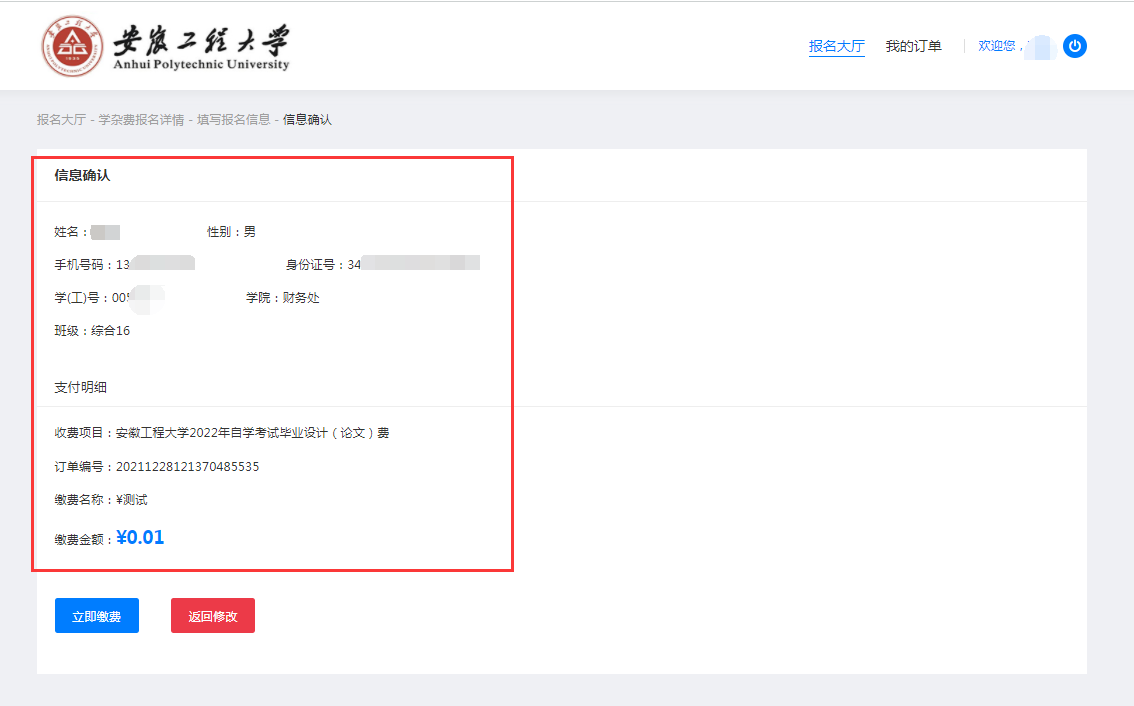 安徽工程大学
Anhui Polytechnic University
报名大厅 我的订单 欢迎您，
报名大厅 - 学杂费报名详情 - 填写报名信息 - 信息确认
信息确认
姓名： 性别：男
手机号码：13 身份证号：34
学(工)号：005 学院：财务处
班级：综合16
支付明细
收费项目：安徽工程大学2022年自学考试毕业设计（论文）费
订单编号：20211228121370485535
缴费名称：¥测试
缴费金额：¥0.01
立即缴费 返回修改